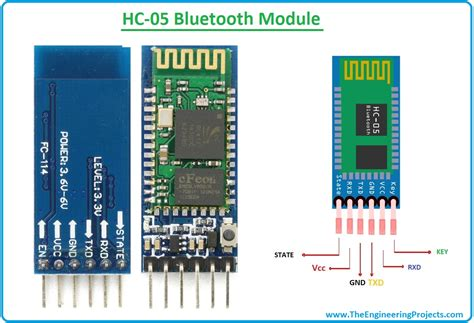 HC-05 Bluetooth Module
FC-114
POWER:3.6V-6V
LEVEL:3.3V
EN
VCC
GND
TXD
RXD
STATE
cFeon
HC-05
Bluetooth
State
RXD
TXD
GND
VCC
Key
STATE
Vcc
GND
TXD
RXD
KEY
www.TheEngineeringProjects.com